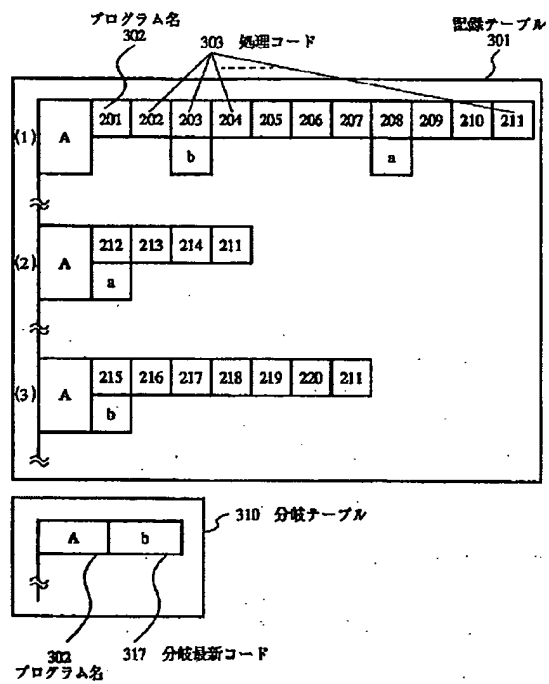 プログラム名
302
303 処理コード
記録テーブル
301
(1) A 201 202 203 204 205 206 207 208 209 210 211
b a
(2) A 212 213 214 211
a
(3) A 215 216 217 218 219 220 211
b
310 分岐テーブル
A b
302
プログラム名
317 分岐最新コード